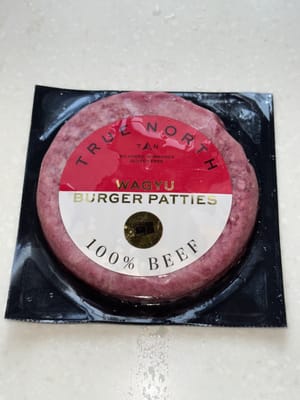 TRUE NORTH
WAGYU
BURGER PATTIES
100% BEEF